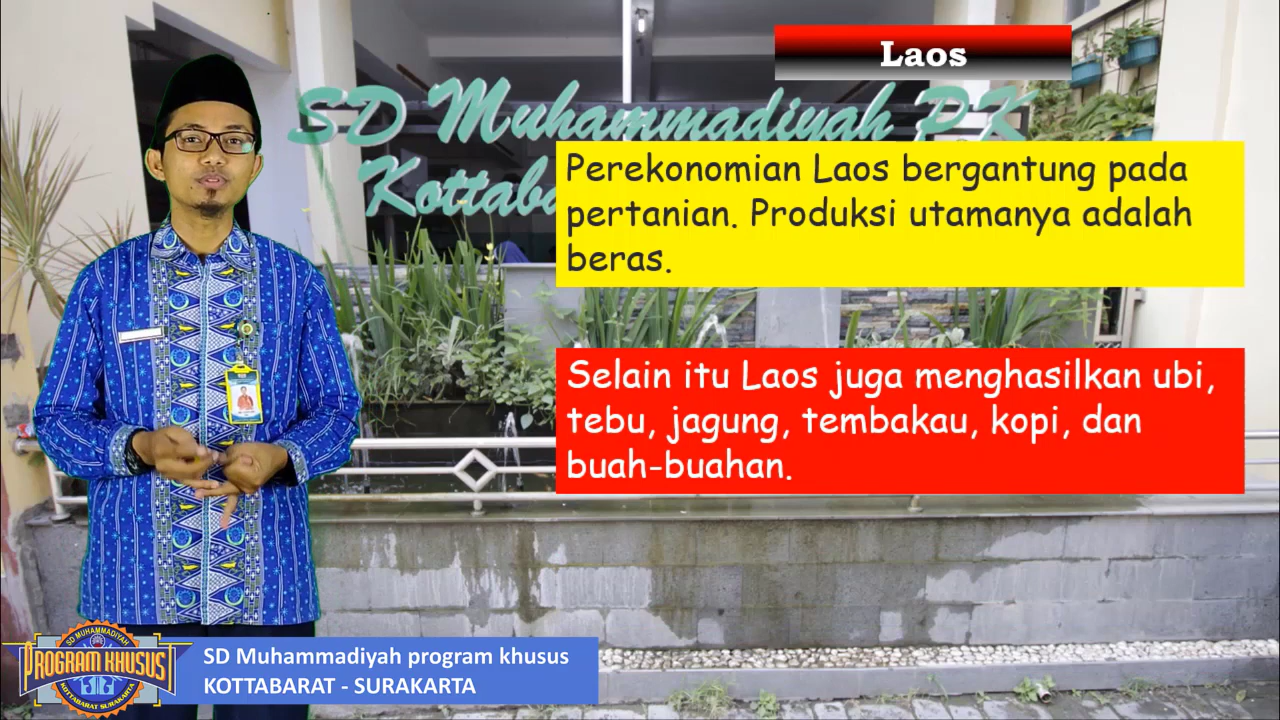 Laos
SD Muhammadiyah PK
Kottaba
Perekonomian Laos bergantung pada
pertanian. Produksi utamanya adalah
beras.
Selain itu Laos juga menghasilkan ubi,
tebu, jagung, tembakau, kopi, dan
buah-buahan.
SD MUHAMMADIYAH
PROGRAM KHUSUS
KOTTABARAT SURAKARTA
SD Muhammadiyah program khusus
KOTTABARAT - SURAKARTA